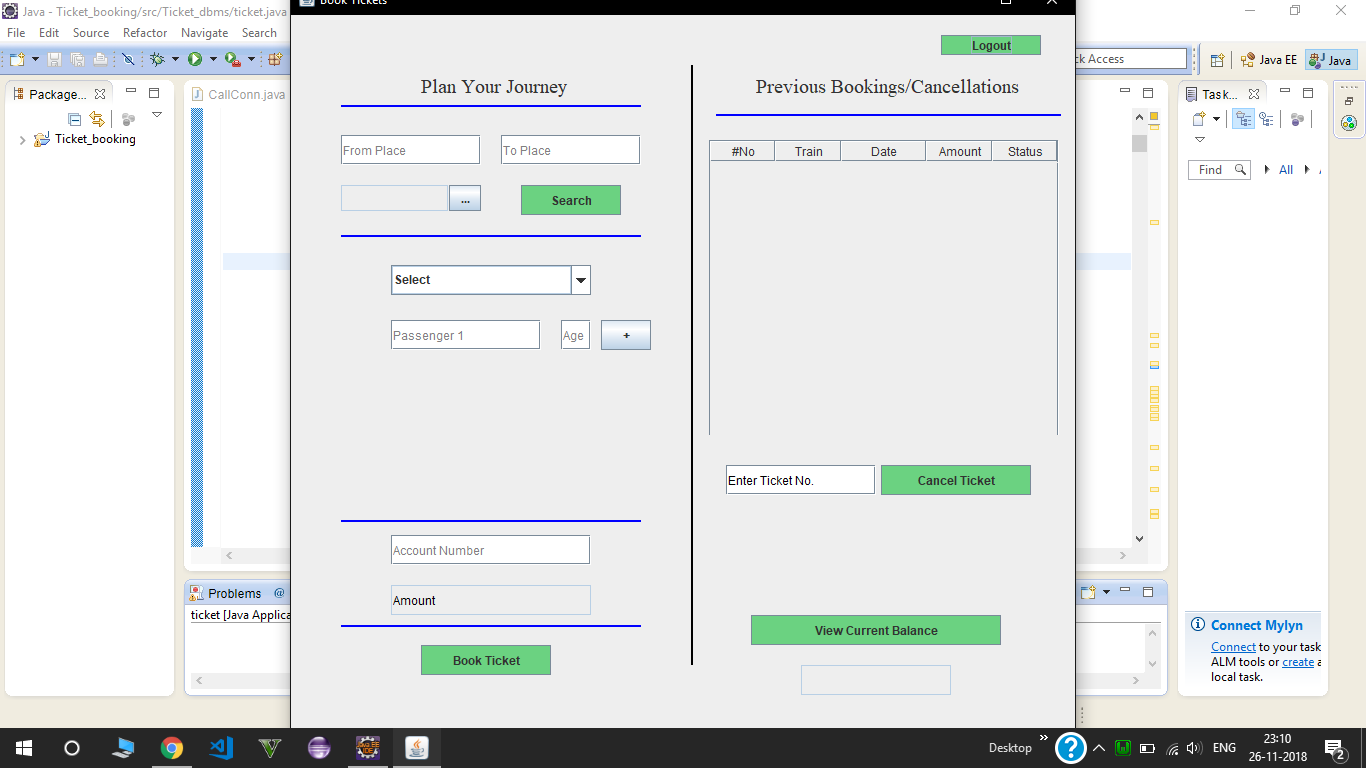 Java - Ticket_booking/src/Ticket_dbms/ticket.java
Book Tickets
File Edit Source Refactor Navigate Search
Access
Java EE
Java
Package...
Ticket_booking
CallConn.java
Logout
Plan Your Journey
From Place
To Place
...
Search
Select
Passenger 1
Age
+
Account Number
Amount
Book Ticket
Previous Bookings/Cancellations
#No Train Date Amount Status
Enter Ticket No.
Cancel Ticket
View Current Balance
Task...
Find
All
Problems @
ticket [Java Applica
Connect Mylyn
Connect to your task
ALM tools or create a
local task.
Desktop
ENG
23:10
26-11-2018
2